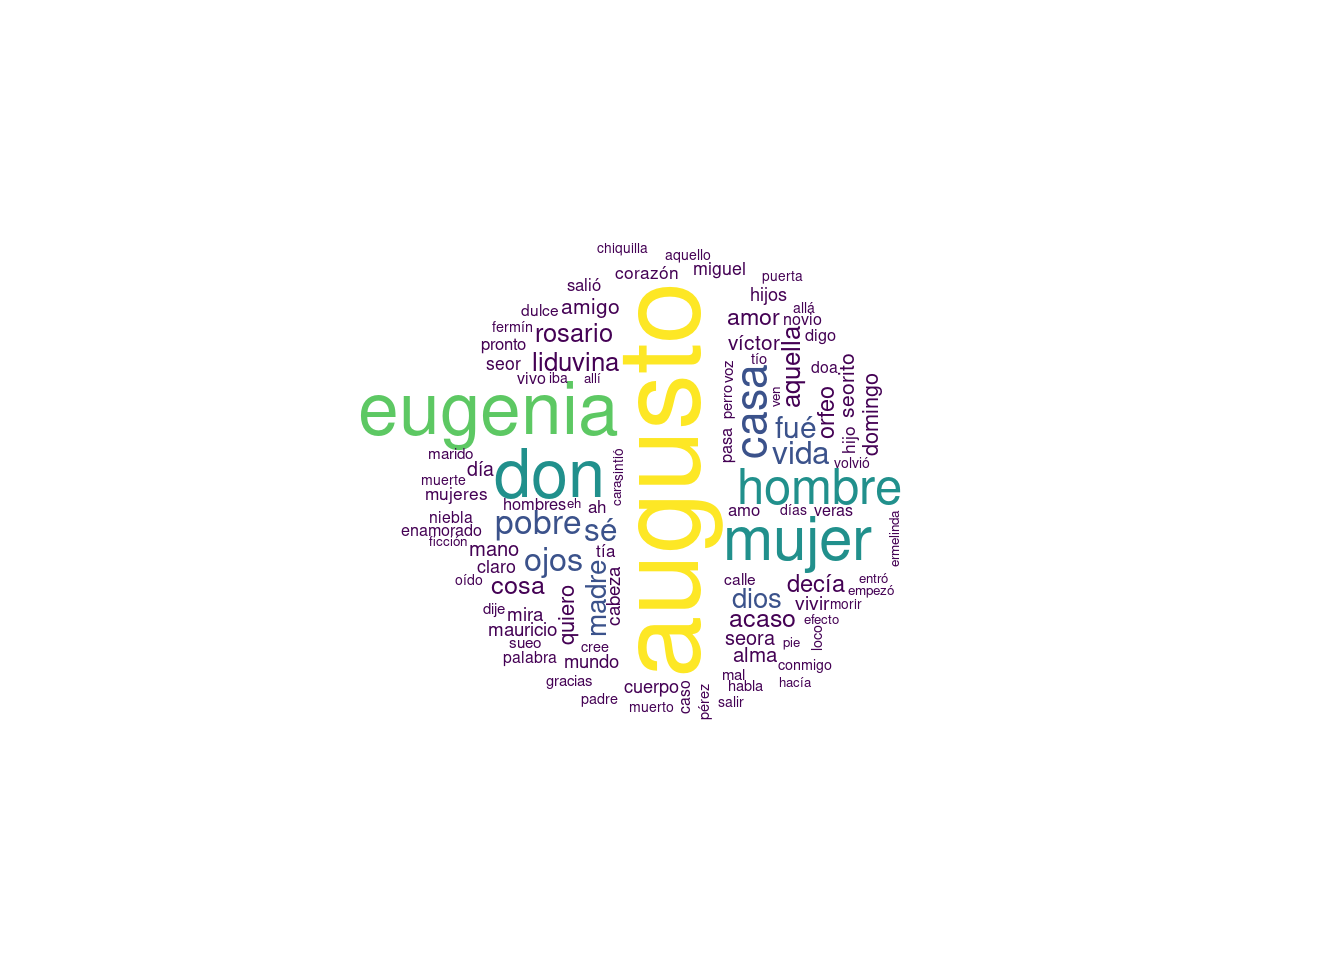 chiquilla
aquello
corazón
miguel
salió
puerta
hijos
dulce
amigo
allá
amor
novio
fermín
rosario
víctor
digo
pronto
aquella
seor
liduvina
tío
doa
vivo
iba
allí
voz
casa
seorito
augusto
eugenia
perro
ven
orfeo
domingo
fué
hijo
pasa
marido
vida
volvió
día
don
sintió
muerte
mujeres
cara
hombre
hombres
eh
ah
amo
días
veras
niebla
pobre
sé
enamorado
ficción
mujer
ermelinda
mano
tía
claro
ojos
oído
cosa
madre
cabeza
calle
decía
entró
empezó
dios
vivir
morir
dije
mira
quiero
acaso
efecto
mauricio
seora
pie
loco
sueo
cree
palabra
mundo
alma
conmigo
gracias
cuerpo
mal
habla
hacía
padre
caso
muerto
pérez
salir